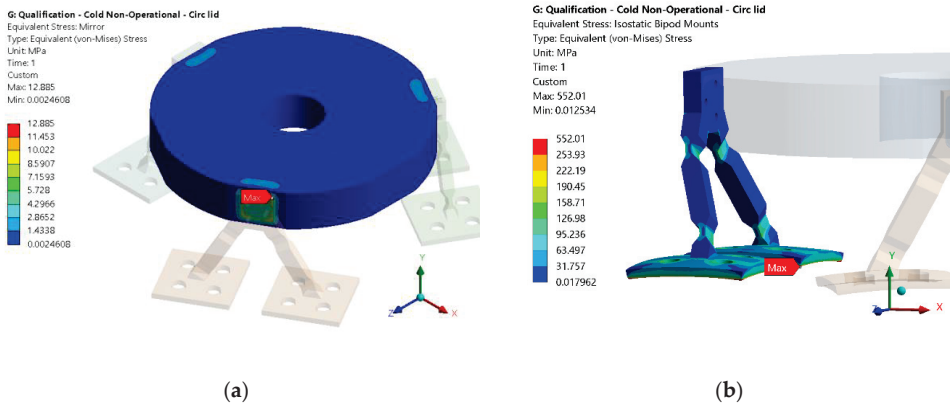 G: Qualification - Cold Non-Operational - Circ lid
Equivalent Stress: Mirror
Type: Equivalent (von-Mises) Stress
Unit: MPa
Time: 1
Custom
Max: 12.885
Min: 0.0024608
12.885
11.453
10.022
8.5907
7.1593
5.728
4.2966
2.8652
1.4338
0.0024608
Max
Y
Z
X
(a)
G: Qualification - Cold Non-Operational - Circ lid
Equivalent Stress: Isostatic Bipod Mounts
Type: Equivalent (von-Mises) Stress
Unit: MPa
Time: 1
Custom
Max: 552.01
Min: 0.012534
552.01
253.93
222.19
190.45
158.71
126.98
95.236
63.497
31.757
0.017962
Max
Y
Z
X
(b)